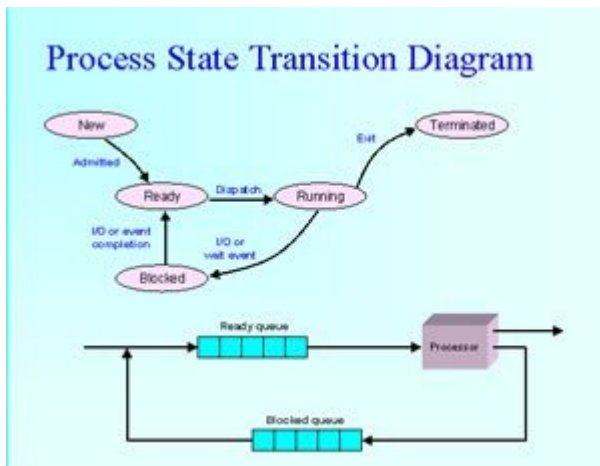 Process State Transition Diagram
New
Terminated
Exit
Admitted
Ready
Dispatch
Running
I/O or event
completion
I/O or
wait event
Blocked
Ready queue
Processor
Blocked queue